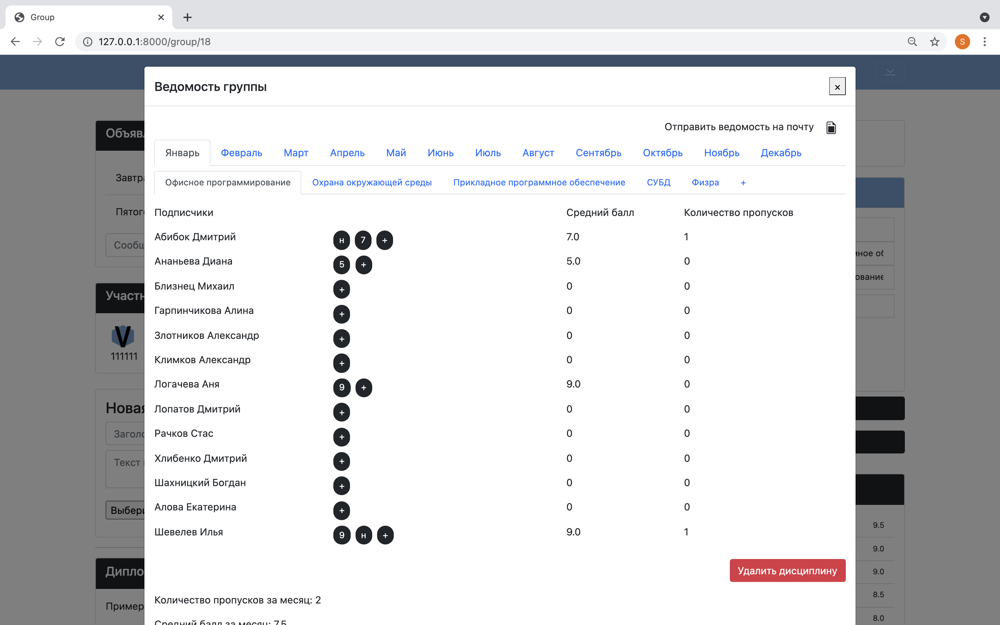 Group
127.0.0.1:8000/group/18
S
Ведомость группы
×
Отправить ведомость на почту
Январь Февраль Март Апрель Май Июнь Июль Август Сентябрь Октябрь Ноябрь Декабрь
Офисное программирование Охрана окружающей среды Прикладное программное обеспечение СУБД Физра +
Подписчики Средний балл Количество пропусков
Абибок Дмитрий н 7 + 7.0 1
Ананьева Диана 5 + 5.0 0
Близнец Михаил + 0 0
Гарпинчикова Алина + 0 0
Злотников Александр + 0 0
Климков Александр + 0 0
Логачева Аня 9 + 9.0 0
Лопатов Дмитрий + 0 0
Рачков Стас + 0 0
Хлибенко Дмитрий + 0 0
Шахницкий Богдан + 0 0
Алова Екатерина + 0 0
Шевелев Илья 9 н + 9.0 1
Удалить дисциплину
Количество пропусков за месяц: 2
Средний балл за месяц: 7.5
Объяв
Завтра
Пятог
Сообщ
Участн
V
111111
Новая
Заголо
Текст
Выбери
Дипло
Пример
ное об
ование
9.5
9.0
9.0
8.5
8.0